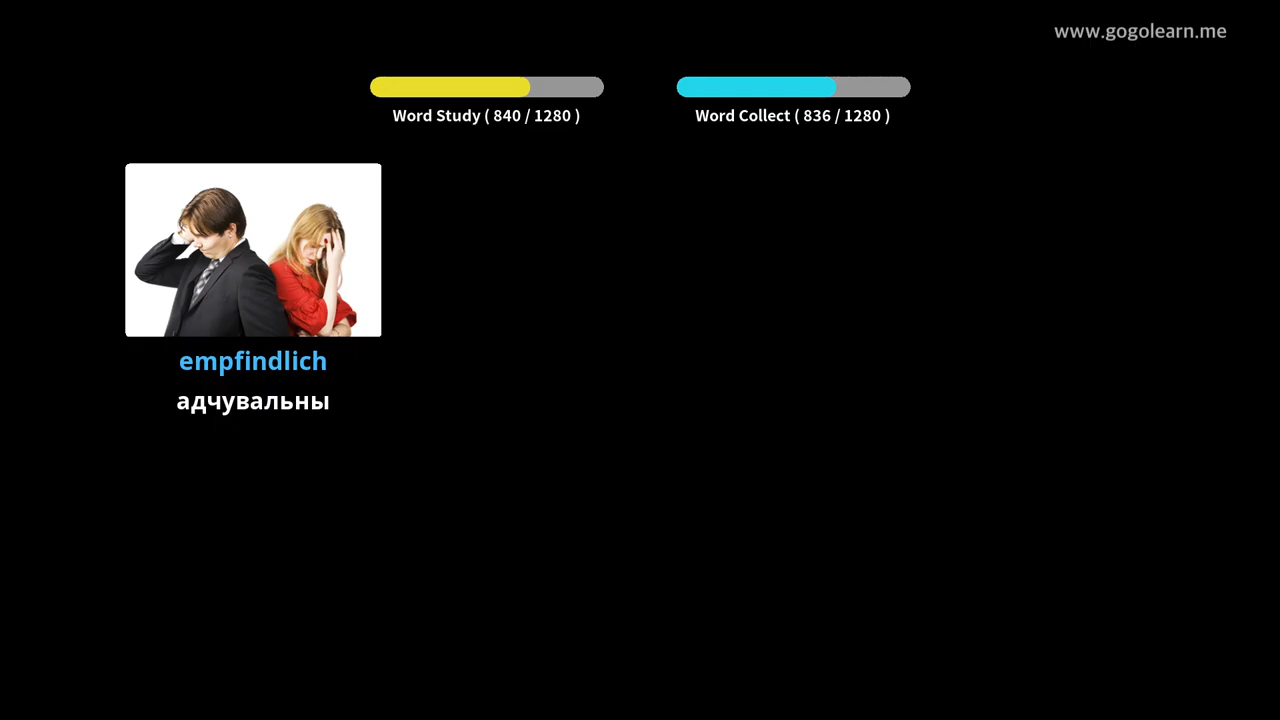 www.gogolearn.me
Word Study ( 840 / 1280 )
Word Collect ( 836 / 1280 )
empfindlich
адчувальны